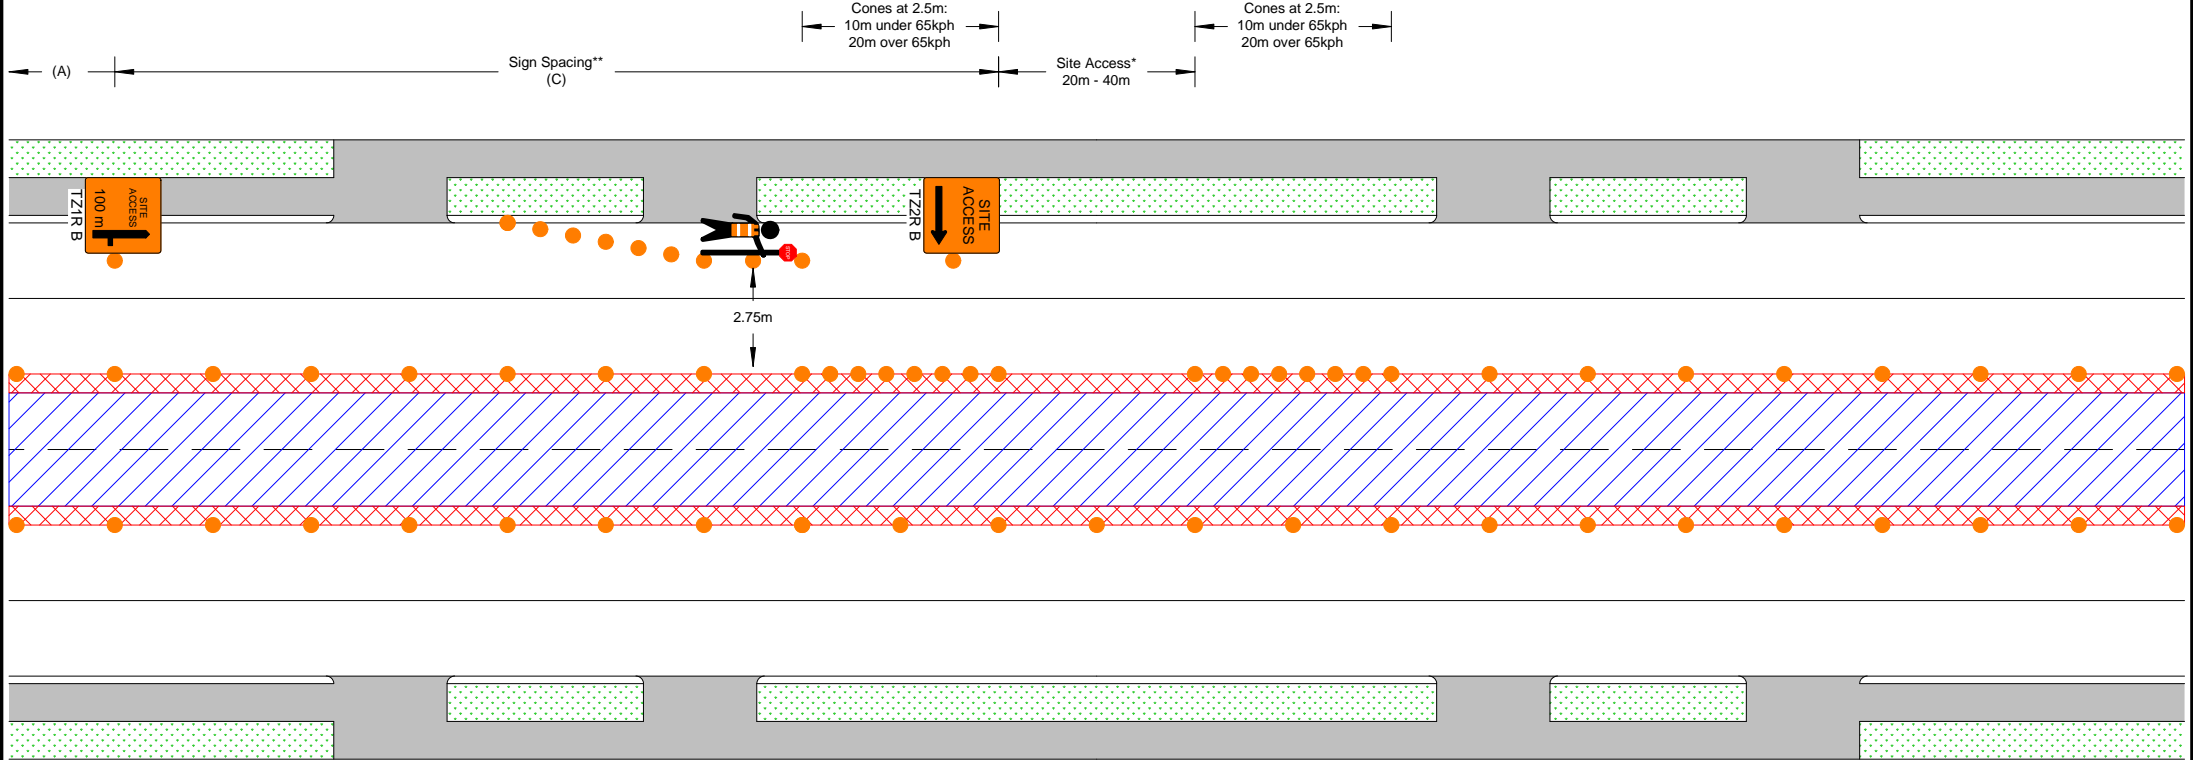 Cones at 2.5m:
10m under 65kph
20m over 65kph
Cones at 2.5m:
10m under 65kph
20m over 65kph
(A)
Sign Spacing**
(C)
Site Access*
20m - 40m
SITE
ACCESS
100 m
TZ1R B
STOP
SITE
ACCESS
TZ2R B
2.75m